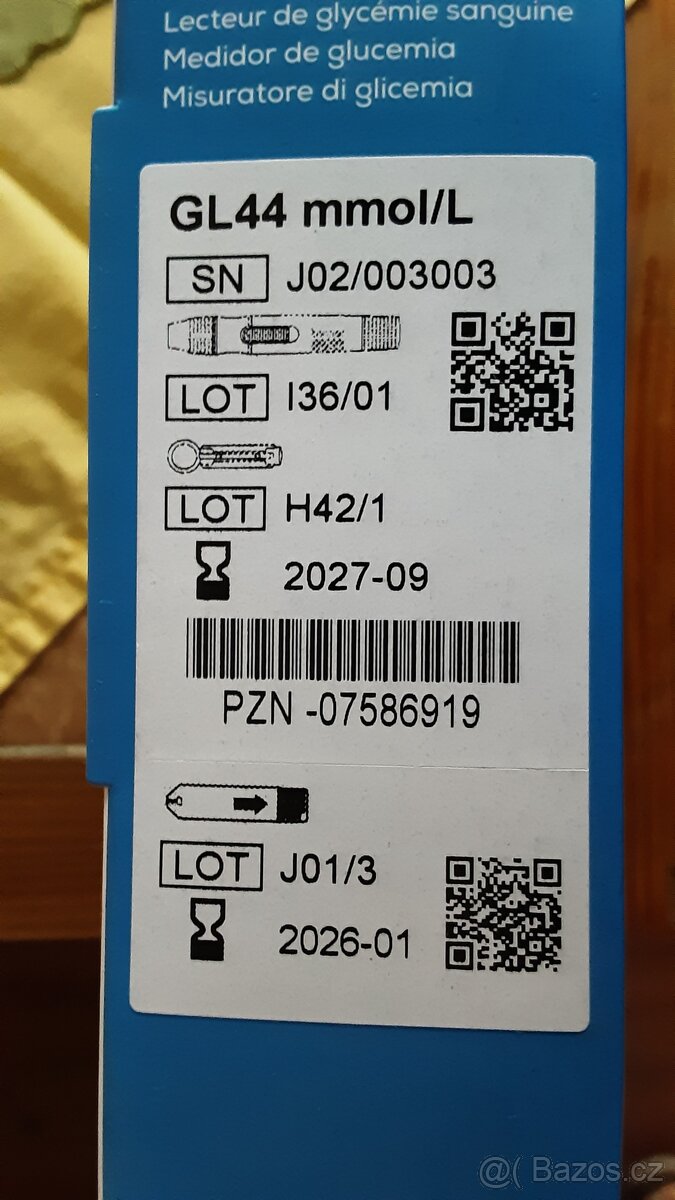 Lecteur de glycémie sanguine
Medidor de glucemia
Misuratore di glicemia
GL44 mmol/L
SN J02/003003
LOT I36/01
LOT H42/1
2027-09
PZN -07586919
LOT J01/3
2026-01
@( Bazos.cz